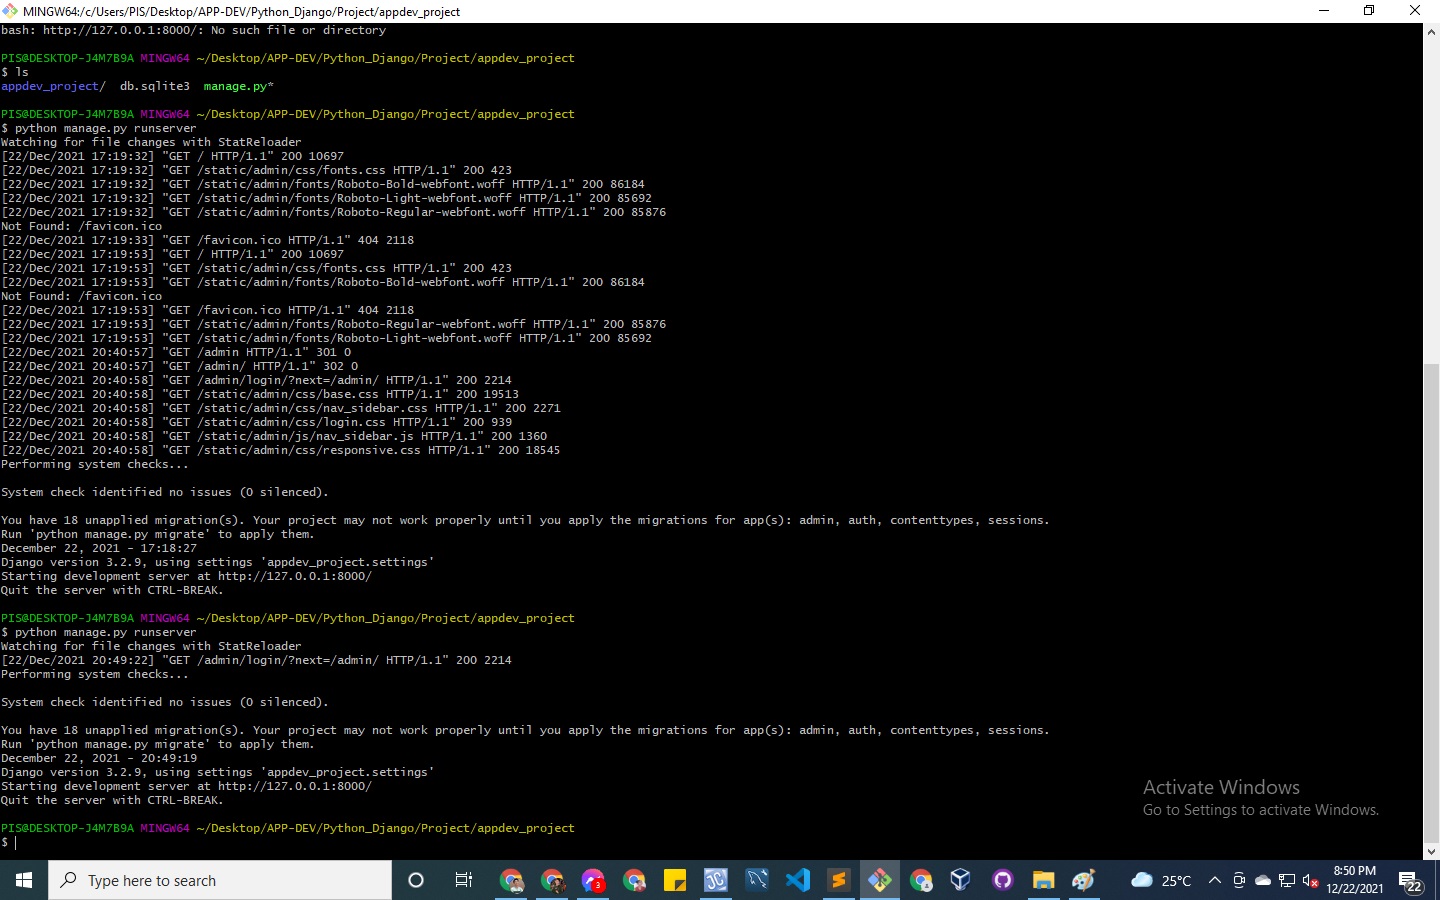 MINGW64:/c/Users/PIS/Desktop/APP-DEV/Python_Django/Project/appdev_project
bash: http://127.0.0.1:8000/: No such file or directory
PIS@DESKTOP-J4M7B9A MINGW64 ~/Desktop/APP-DEV/Python_Django/Project/appdev_project
$ ls
appdev_project/  db.sqlite3  manage.py*
PIS@DESKTOP-J4M7B9A MINGW64 ~/Desktop/APP-DEV/Python_Django/Project/appdev_project
$ python manage.py runserver
Watching for file changes with StatReloader
[22/Dec/2021 17:19:32] "GET / HTTP/1.1" 200 10697
[22/Dec/2021 17:19:32] "GET /static/admin/css/fonts.css HTTP/1.1" 200 423
[22/Dec/2021 17:19:32] "GET /static/admin/fonts/Roboto-Bold-webfont.woff HTTP/1.1" 200 86184
[22/Dec/2021 17:19:32] "GET /static/admin/fonts/Roboto-Light-webfont.woff HTTP/1.1" 200 85692
[22/Dec/2021 17:19:32] "GET /static/admin/fonts/Roboto-Regular-webfont.woff HTTP/1.1" 200 85876
Not Found: /favicon.ico
[22/Dec/2021 17:19:33] "GET /favicon.ico HTTP/1.1" 404 2118
[22/Dec/2021 17:19:53] "GET / HTTP/1.1" 200 10697
[22/Dec/2021 17:19:53] "GET /static/admin/css/fonts.css HTTP/1.1" 200 423
[22/Dec/2021 17:19:53] "GET /static/admin/fonts/Roboto-Bold-webfont.woff HTTP/1.1" 200 86184
Not Found: /favicon.ico
[22/Dec/2021 17:19:53] "GET /favicon.ico HTTP/1.1" 404 2118
[22/Dec/2021 17:19:53] "GET /static/admin/fonts/Roboto-Regular-webfont.woff HTTP/1.1" 200 85876
[22/Dec/2021 17:19:53] "GET /static/admin/fonts/Roboto-Light-webfont.woff HTTP/1.1" 200 85692
[22/Dec/2021 20:40:57] "GET /admin HTTP/1.1" 301 0
[22/Dec/2021 20:40:57] "GET /admin/ HTTP/1.1" 302 0
[22/Dec/2021 20:40:58] "GET /admin/login/?next=/admin/ HTTP/1.1" 200 2214
[22/Dec/2021 20:40:58] "GET /static/admin/css/base.css HTTP/1.1" 200 19513
[22/Dec/2021 20:40:58] "GET /static/admin/css/nav_sidebar.css HTTP/1.1" 200 2271
[22/Dec/2021 20:40:58] "GET /static/admin/css/login.css HTTP/1.1" 200 939
[22/Dec/2021 20:40:58] "GET /static/admin/js/nav_sidebar.js HTTP/1.1" 200 1360
[22/Dec/2021 20:40:58] "GET /static/admin/css/responsive.css HTTP/1.1" 200 18545
Performing system checks...
System check identified no issues (0 silenced).
You have 18 unapplied migration(s). Your project may not work properly until you apply the migrations for app(s): admin, auth, contenttypes, sessions.
Run 'python manage.py migrate' to apply them.
December 22, 2021 - 17:18:27
Django version 3.2.9, using settings 'appdev_project.settings'
Starting development server at http://127.0.0.1:8000/
Quit the server with CTRL-BREAK.
PIS@DESKTOP-J4M7B9A MINGW64 ~/Desktop/APP-DEV/Python_Django/Project/appdev_project
$ python manage.py runserver
Watching for file changes with StatReloader
[22/Dec/2021 20:49:22] "GET /admin/login/?next=/admin/ HTTP/1.1" 200 2214
Performing system checks...
System check identified no issues (0 silenced).
You have 18 unapplied migration(s). Your project may not work properly until you apply the migrations for app(s): admin, auth, contenttypes, sessions.
Run 'python manage.py migrate' to apply them.
December 22, 2021 - 20:49:19
Django version 3.2.9, using settings 'appdev_project.settings'
Starting development server at http://127.0.0.1:8000/
Quit the server with CTRL-BREAK.
PIS@DESKTOP-J4M7B9A MINGW64 ~/Desktop/APP-DEV/Python_Django/Project/appdev_project
$
Activate Windows
Go to Settings to activate Windows.
Type here to search
3
25°C
8:50 PM
12/22/2021
22